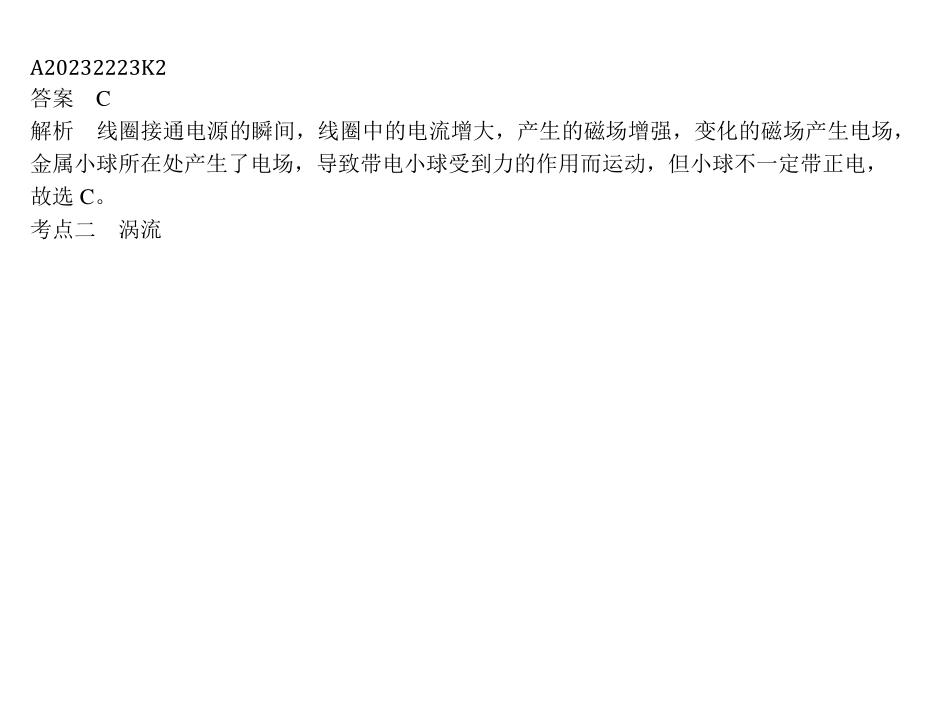 A20232223K2
答案　C
解析　线圈接通电源的瞬间，线圈中的电流增大，产生的磁场增强，变化的磁场产生电场，
金属小球所在处产生了电场，导致带电小球受到力的作用而运动，但小球不一定带正电，
故选 C。
考点二　涡流